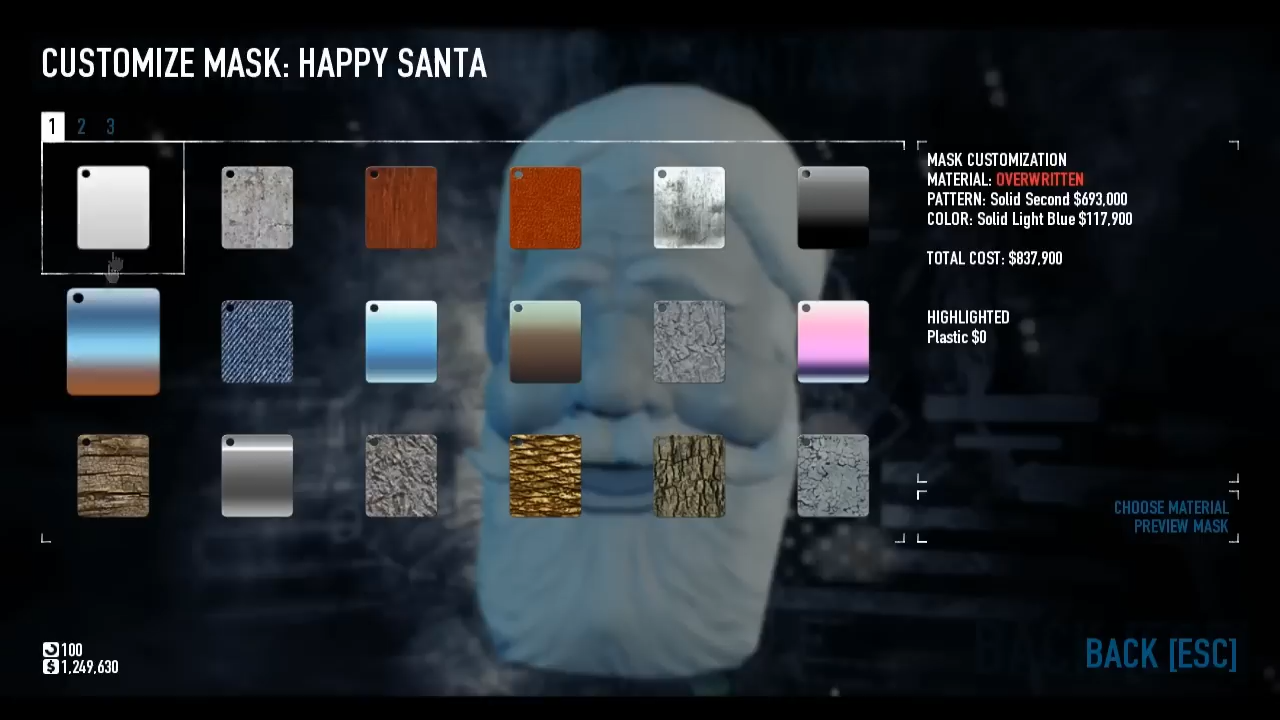 CUSTOMIZE MASK: HAPPY SANTA
1 2 3
MASK CUSTOMIZATION
MATERIAL: OVERWRITTEN
PATTERN: Solid Second $693,000
COLOR: Solid Light Blue $117,900
TOTAL COST: $837,900
HIGHLIGHTED
Plastic $0
CHOOSE MATERIAL
PREVIEW MASK
100
$ 1,249,630
BACK [ESC]